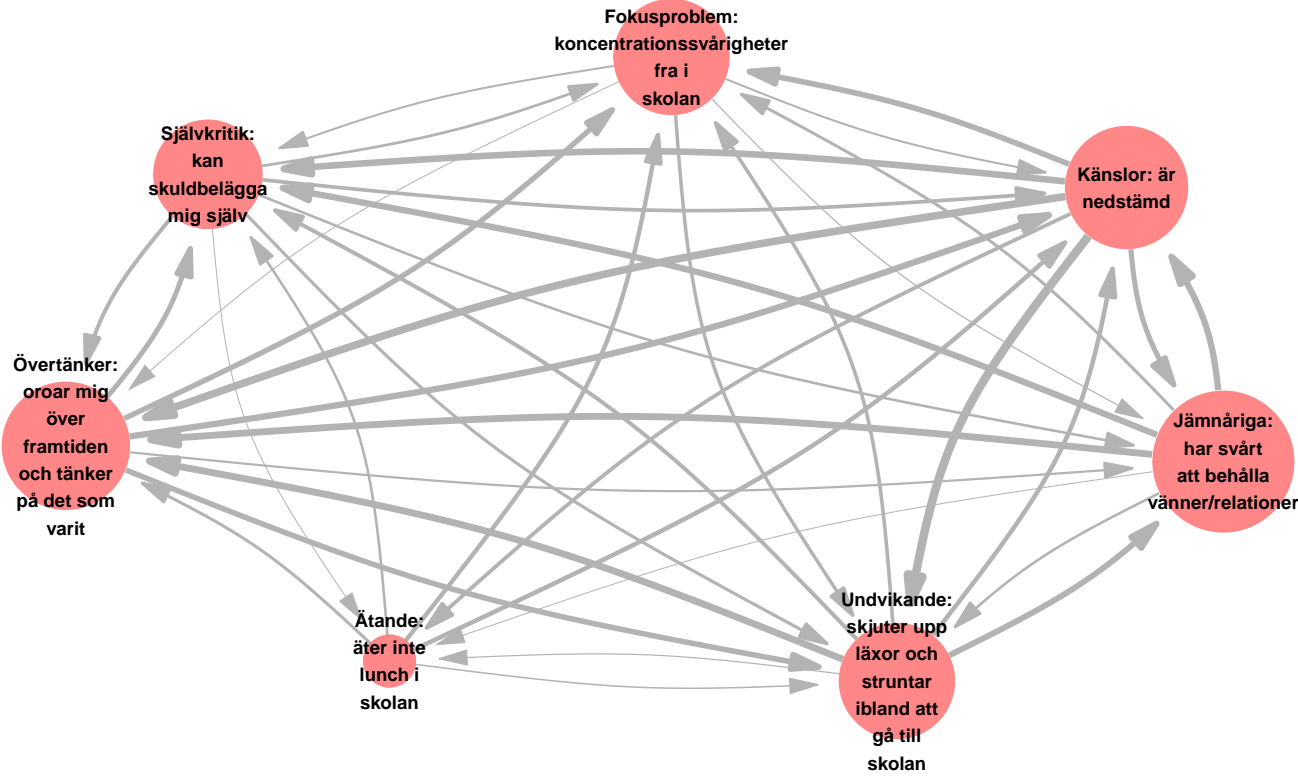 Fokusproblem:
koncentrationssvårigheter
fra i
skolan
Självkritik:
kan
skuldbelägga
mig själv
Känslor: är
nedstämd
Övertänker:
oroar mig
över
framtiden
och tänker
på det som
varit
Jämnåriga:
har svårt
att behålla
vänner/relationer
Ätande:
äter inte
lunch i
skolan
Undvikande:
skjuter upp
läxor och
struntar
ibland att
gå till
skolan